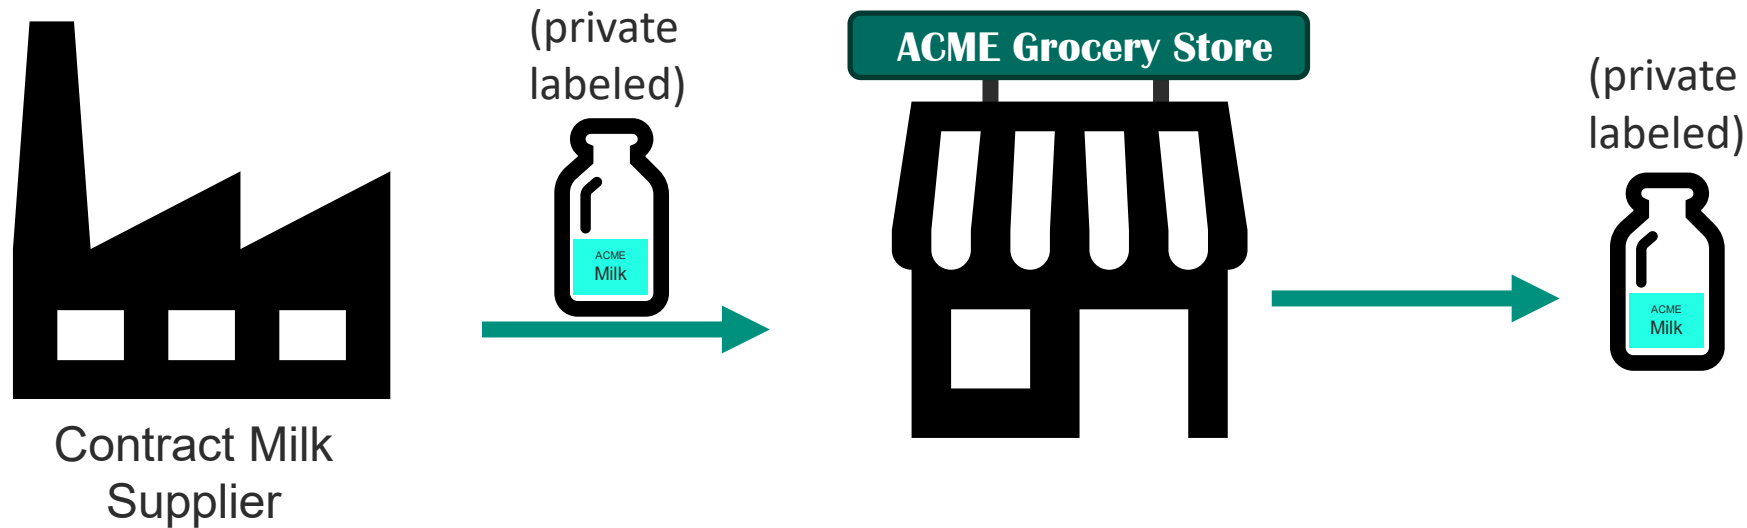 (private
labeled)
ACME
Milk
Contract Milk
Supplier
ACME Grocery Store
(private
labeled)
ACME
Milk